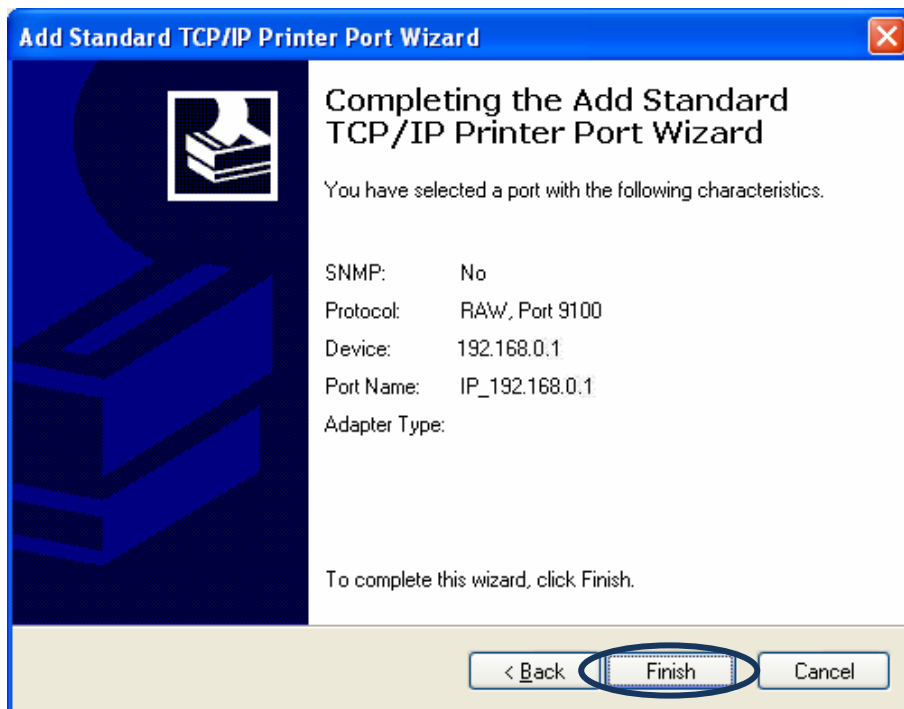 Add Standard TCP/IP Printer Port Wizard
Completing the Add Standard
TCP/IP Printer Port Wizard
You have selected a port with the following characteristics.
SNMP: No
Protocol: RAW, Port 9100
Device: 192.168.0.1
Port Name: IP_192.168.0.1
Adapter Type:
To complete this wizard, click Finish.
< Back Finish Cancel